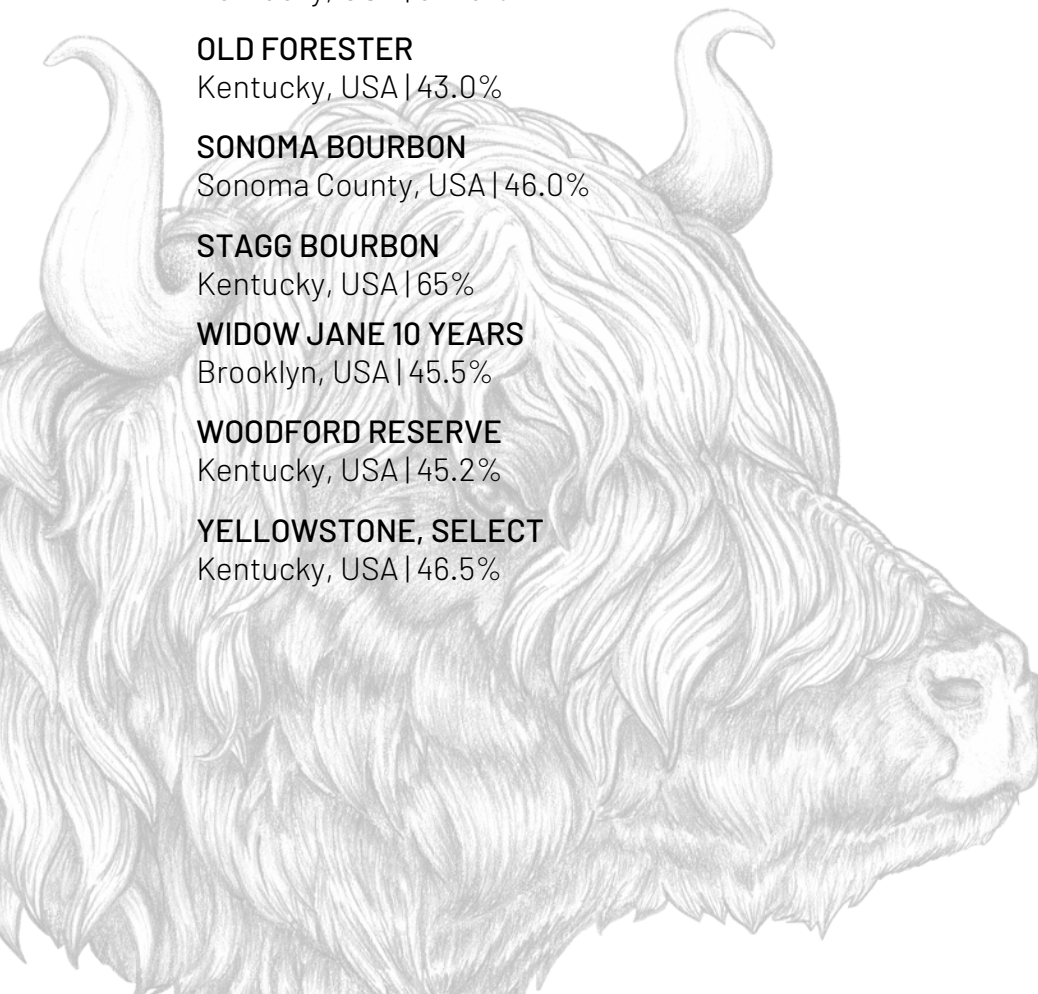 OLD FORESTER
Kentucky, USA | 43.0%
SONOMA BOURBON
Sonoma County, USA | 46.0%
STAGG BOURBON
Kentucky, USA | 65%
WIDOW JANE 10 YEARS
Brooklyn, USA | 45.5%
WOODFORD RESERVE
Kentucky, USA | 45.2%
YELLOWSTONE, SELECT
Kentucky, USA | 46.5%